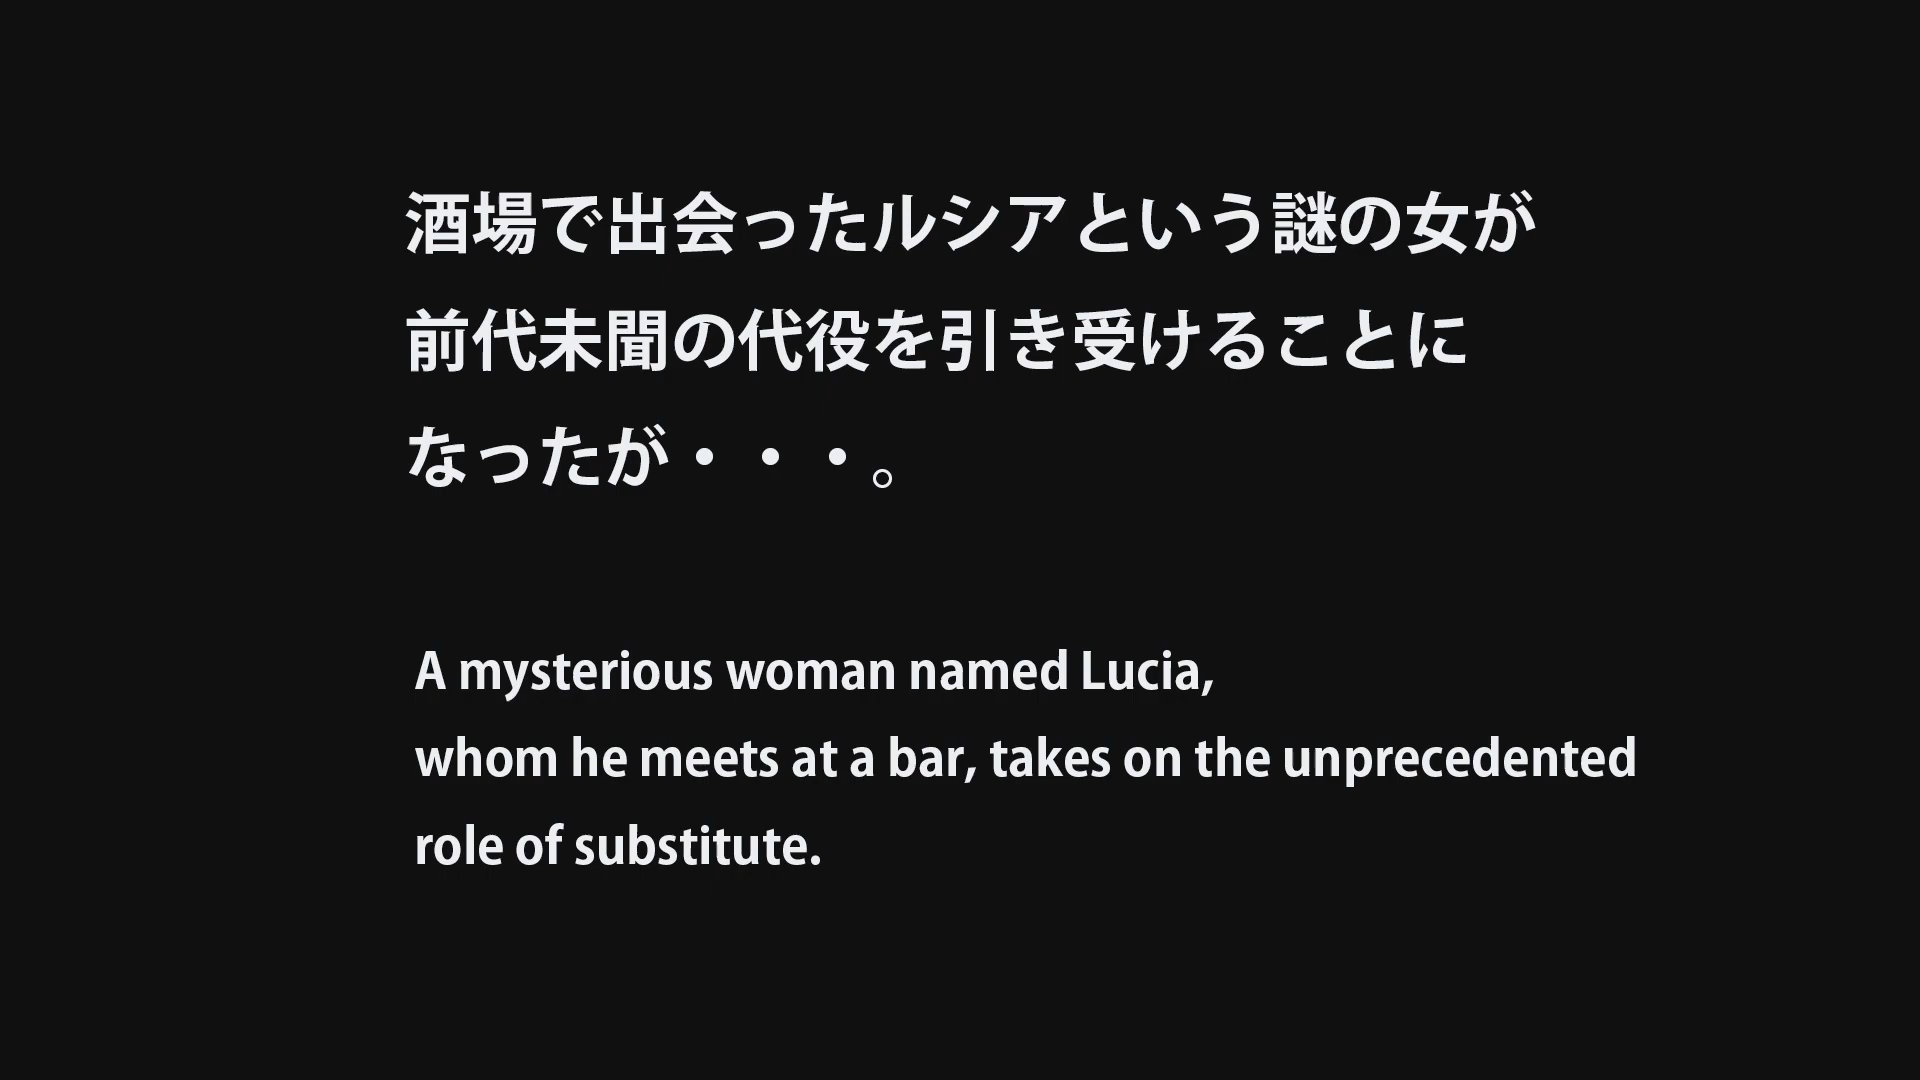 酒場で出会ったルシアという謎の女が
前代未聞の代役を引き受けることに
なったが・・・。
A mysterious woman named Lucia,
whom he meets at a bar, takes on the unprecedented
role of substitute.